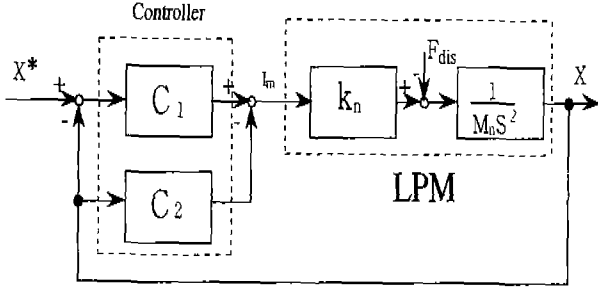 Controller
X*
+
-
C1
+
-
Im
kn
+
-
Fdis
1
MnS²
X
C2
LPM